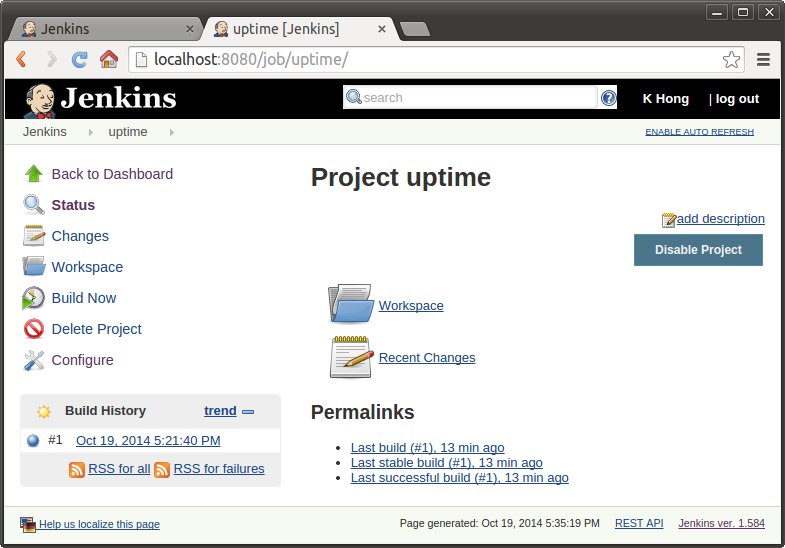 Jenkins
uptime [Jenkins]
localhost:8080/job/uptime/
Jenkins
search
K Hong
| log out
Jenkins
uptime
ENABLE AUTO REFRESH
Back to Dashboard
Status
Changes
Workspace
Build Now
Delete Project
Configure
Build History
trend
#1
Oct 19, 2014 5:21:40 PM
RSS for all
RSS for failures
Project uptime
add description
Disable Project
Workspace
Recent Changes
Permalinks
Last build (#1), 13 min ago
Last stable build (#1), 13 min ago
Last successful build (#1), 13 min ago
Help us localize this page
Page generated: Oct 19, 2014 5:35:19 PM
REST API
Jenkins ver. 1.584